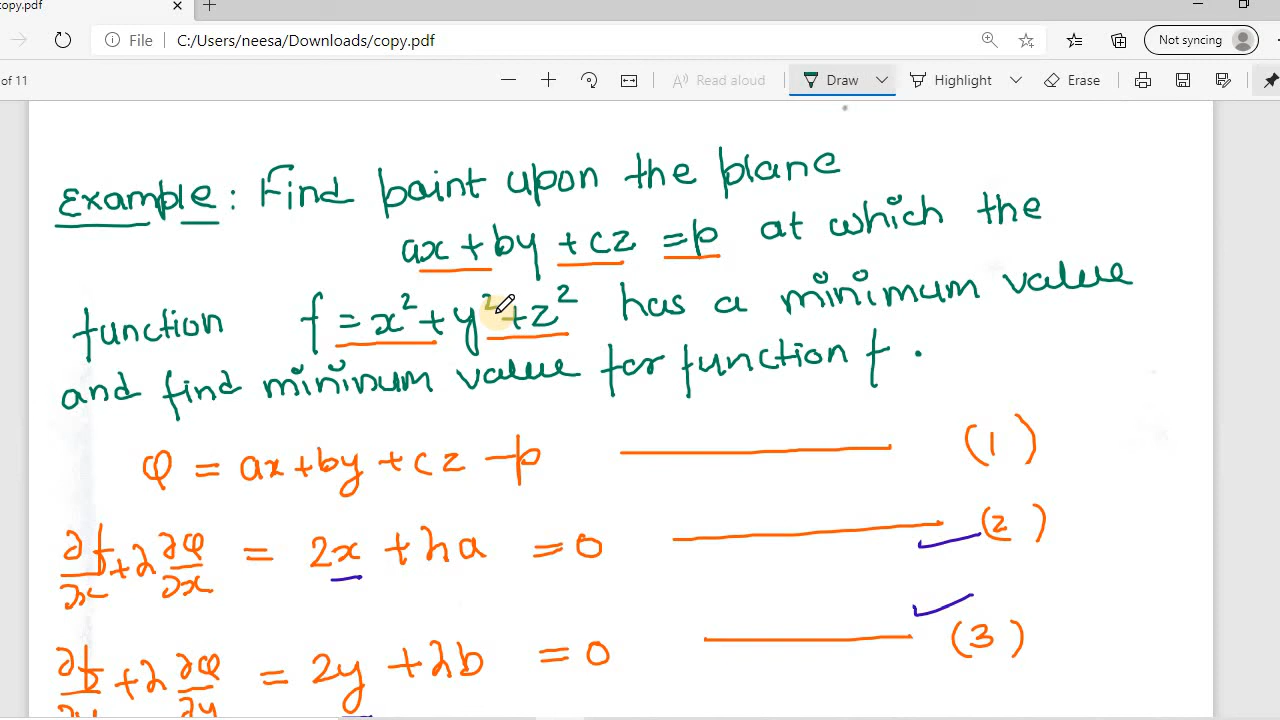 copy.pdf
File C:/Users/neesa/Downloads/copy.pdf Not syncing
of 11 Read aloud Draw Highlight Erase
Example: Find point upon the plane
ax + by + cz = p at which the
function f = x² + y² + z² has a minimum value
and find mininum value for function f.
φ = ax + by + cz - p (1)
∂f/∂x + λ ∂φ/∂x = 2x + λa = 0 (2)
∂f/∂y + λ ∂φ/∂y = 2y + λb = 0 (3)